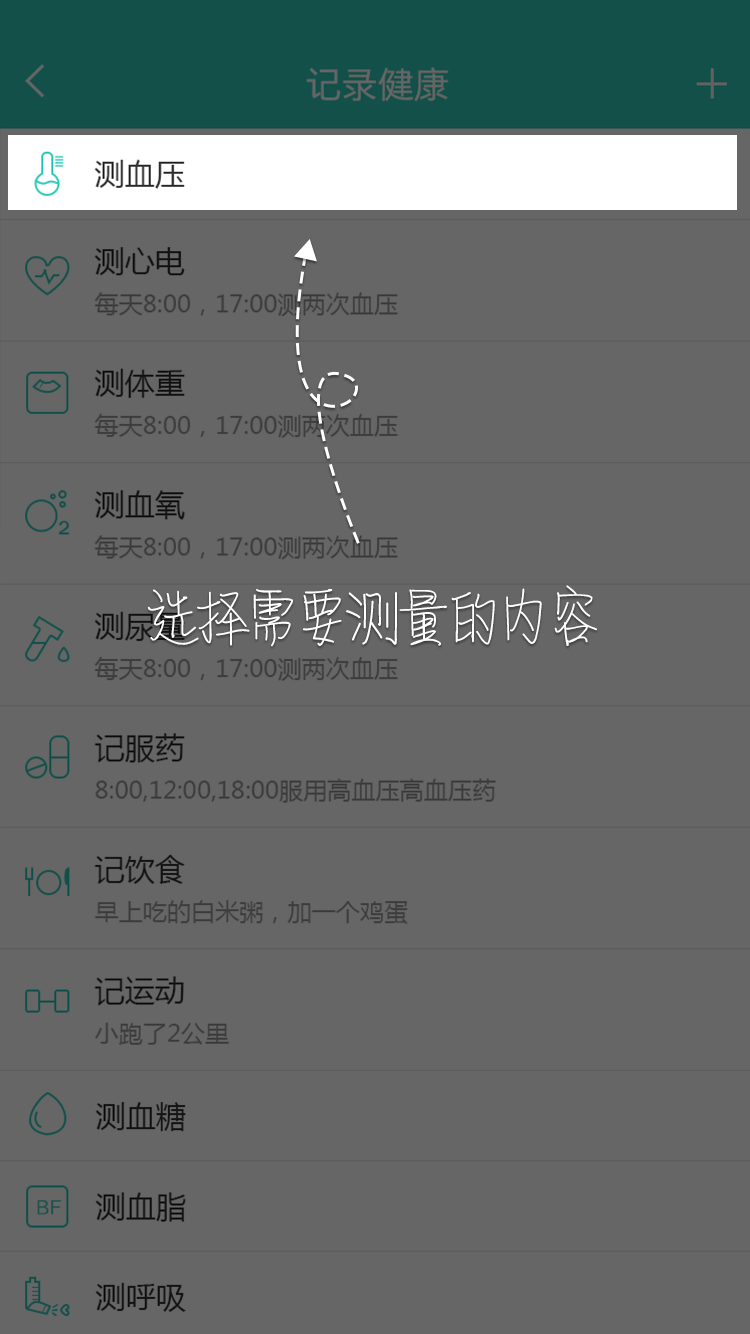 记录健康
测血压
测心电
每天8:00，17:00测两次血压
测体重
每天8:00，17:00测两次血压
测血氧
2
每天8:00，17:00测两次血压
选择需要测量的内容
测尿量
每天8:00，17:00测两次血压
记服药
8:00,12:00,18:00服用高血压高血压药
记饮食
早上吃的白米粥，加一个鸡蛋
记运动
小跑了2公里
测血糖
BF
测血脂
测呼吸